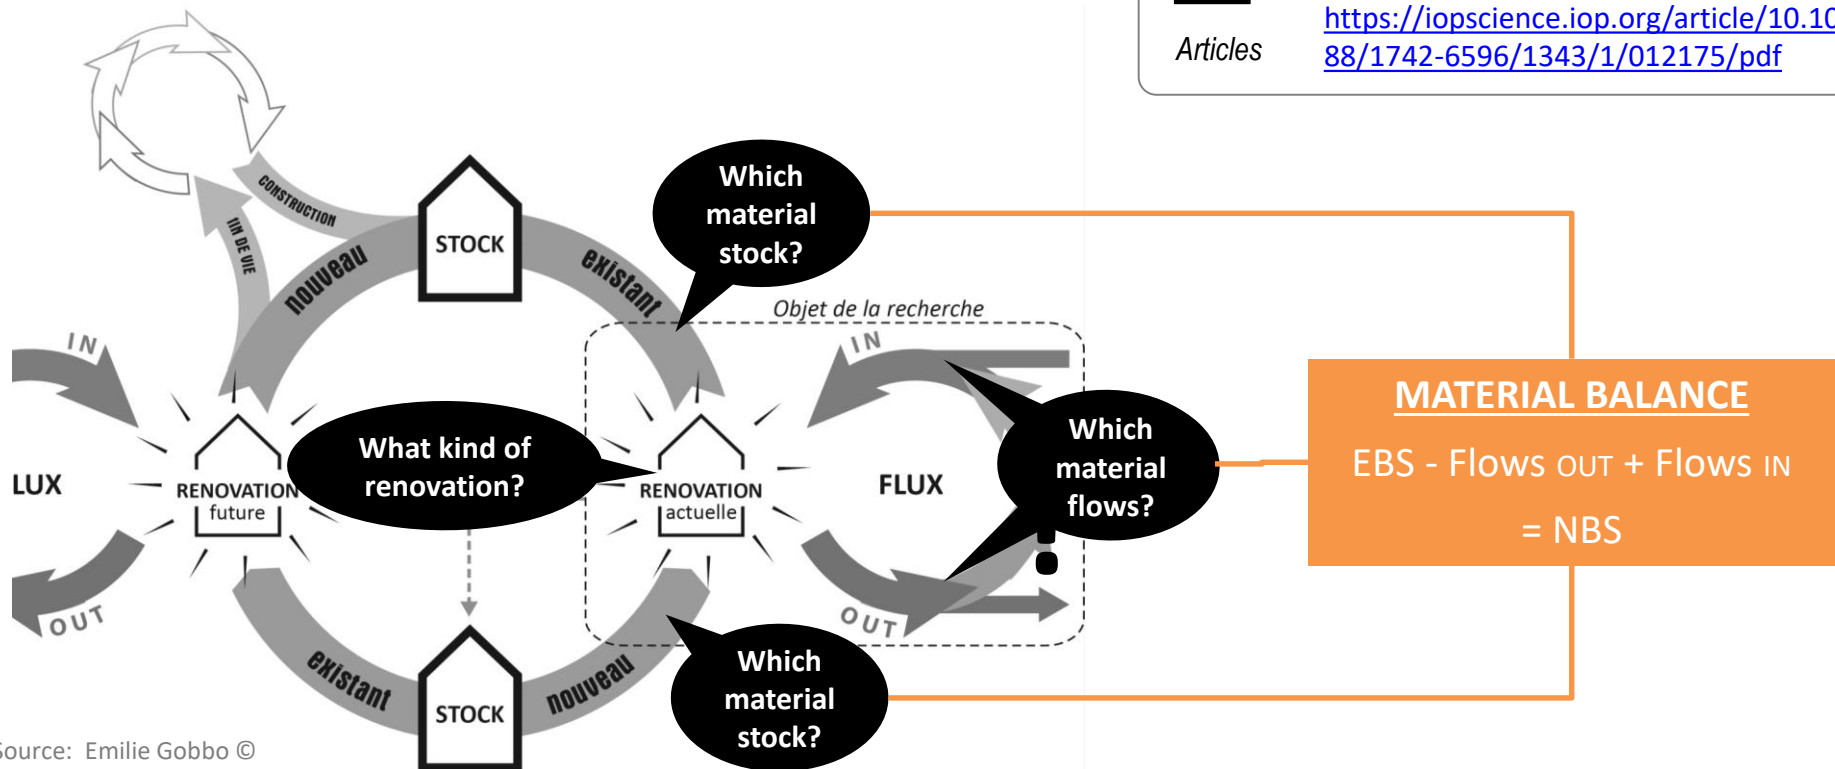 https://iopscience.iop.org/article/10.10
88/1742-6596/1343/1/012175/pdf
Articles
CONSTRUCTION
FIN DE VIE
STOCK
nouveau
existant
Which
material
stock?
Objet de la recherche
IN
IN
What kind of
renovation?
Which
material
flows?
!
LUX
RENOVATION
future
RENOVATION
actuelle
FLUX
MATERIAL BALANCE
EBS - Flows OUT + Flows IN
= NBS
OUT
OUT
existant
nouveau
STOCK
Which
material
stock?
Source: Emilie Gobbo ©